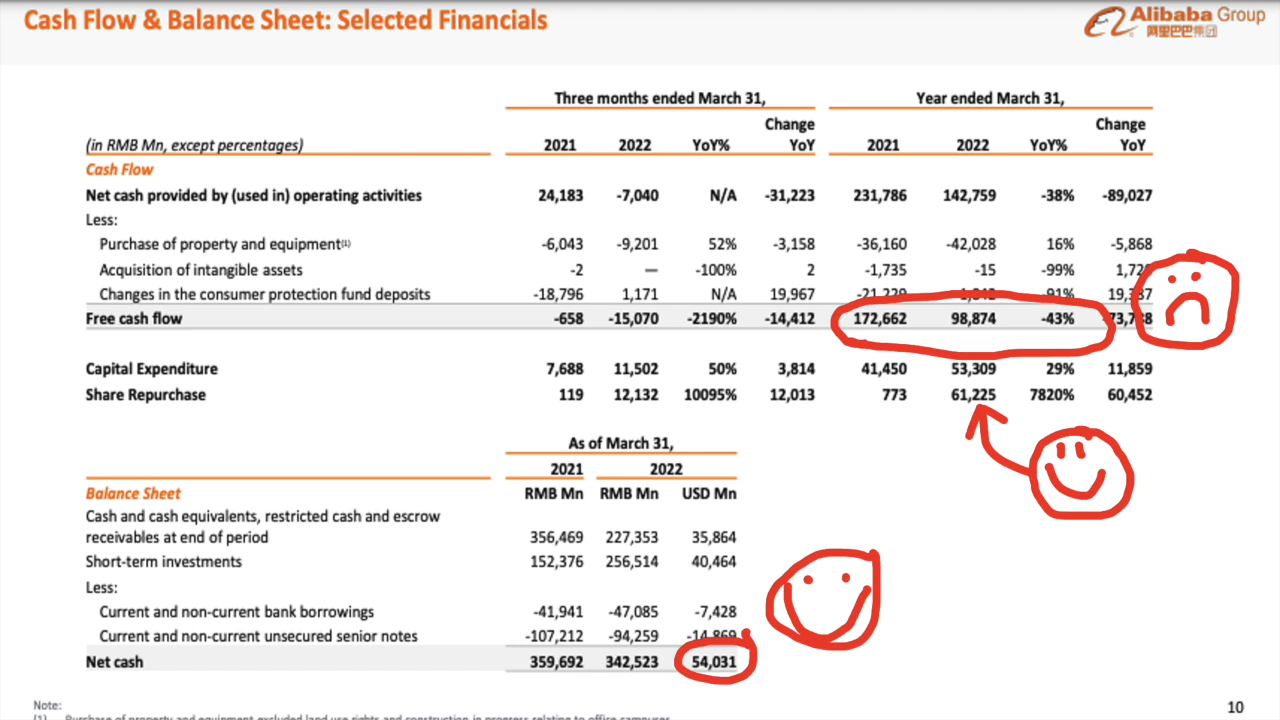 Cash Flow & Balance Sheet: Selected Financials
Alibaba Group
阿里巴巴集团
Three months ended March 31, Year ended March 31,
Change Change
(in RMB Mn, except percentages) 2021 2022 YoY% YoY 2021 2022 YoY% YoY
Cash Flow
Net cash provided by (used in) operating activities 24,183 -7,040 N/A -31,223 231,786 142,759 -38% -89,027
Less:
Purchase of property and equipment(1) -6,043 -9,201 52% -3,158 -36,160 -42,028 16% -5,868
Acquisition of intangible assets -2 — -100% 2 -1,735 -15 -99%
Changes in the consumer protection fund deposits -18,796 1,171 N/A 19,967
Free cash flow -658 -15,070 -2190% -14,412 172,662 98,874 -43%
Capital Expenditure 7,688 11,502 50% 3,814 41,450 53,309 29% 11,859
Share Repurchase 119 12,132 10095% 12,013 773 61,225 7820% 60,452
As of March 31,
2021 2022
Balance Sheet RMB Mn RMB Mn USD Mn
Cash and cash equivalents, restricted cash and escrow
receivables at end of period 356,469 227,353 35,864
Short-term investments 152,376 256,514 40,464
Less:
Current and non-current bank borrowings -41,941 -47,085 -7,428
Current and non-current unsecured senior notes -107,212 -94,259 -14,869
Net cash 359,692 342,523 54,031
Note:
10